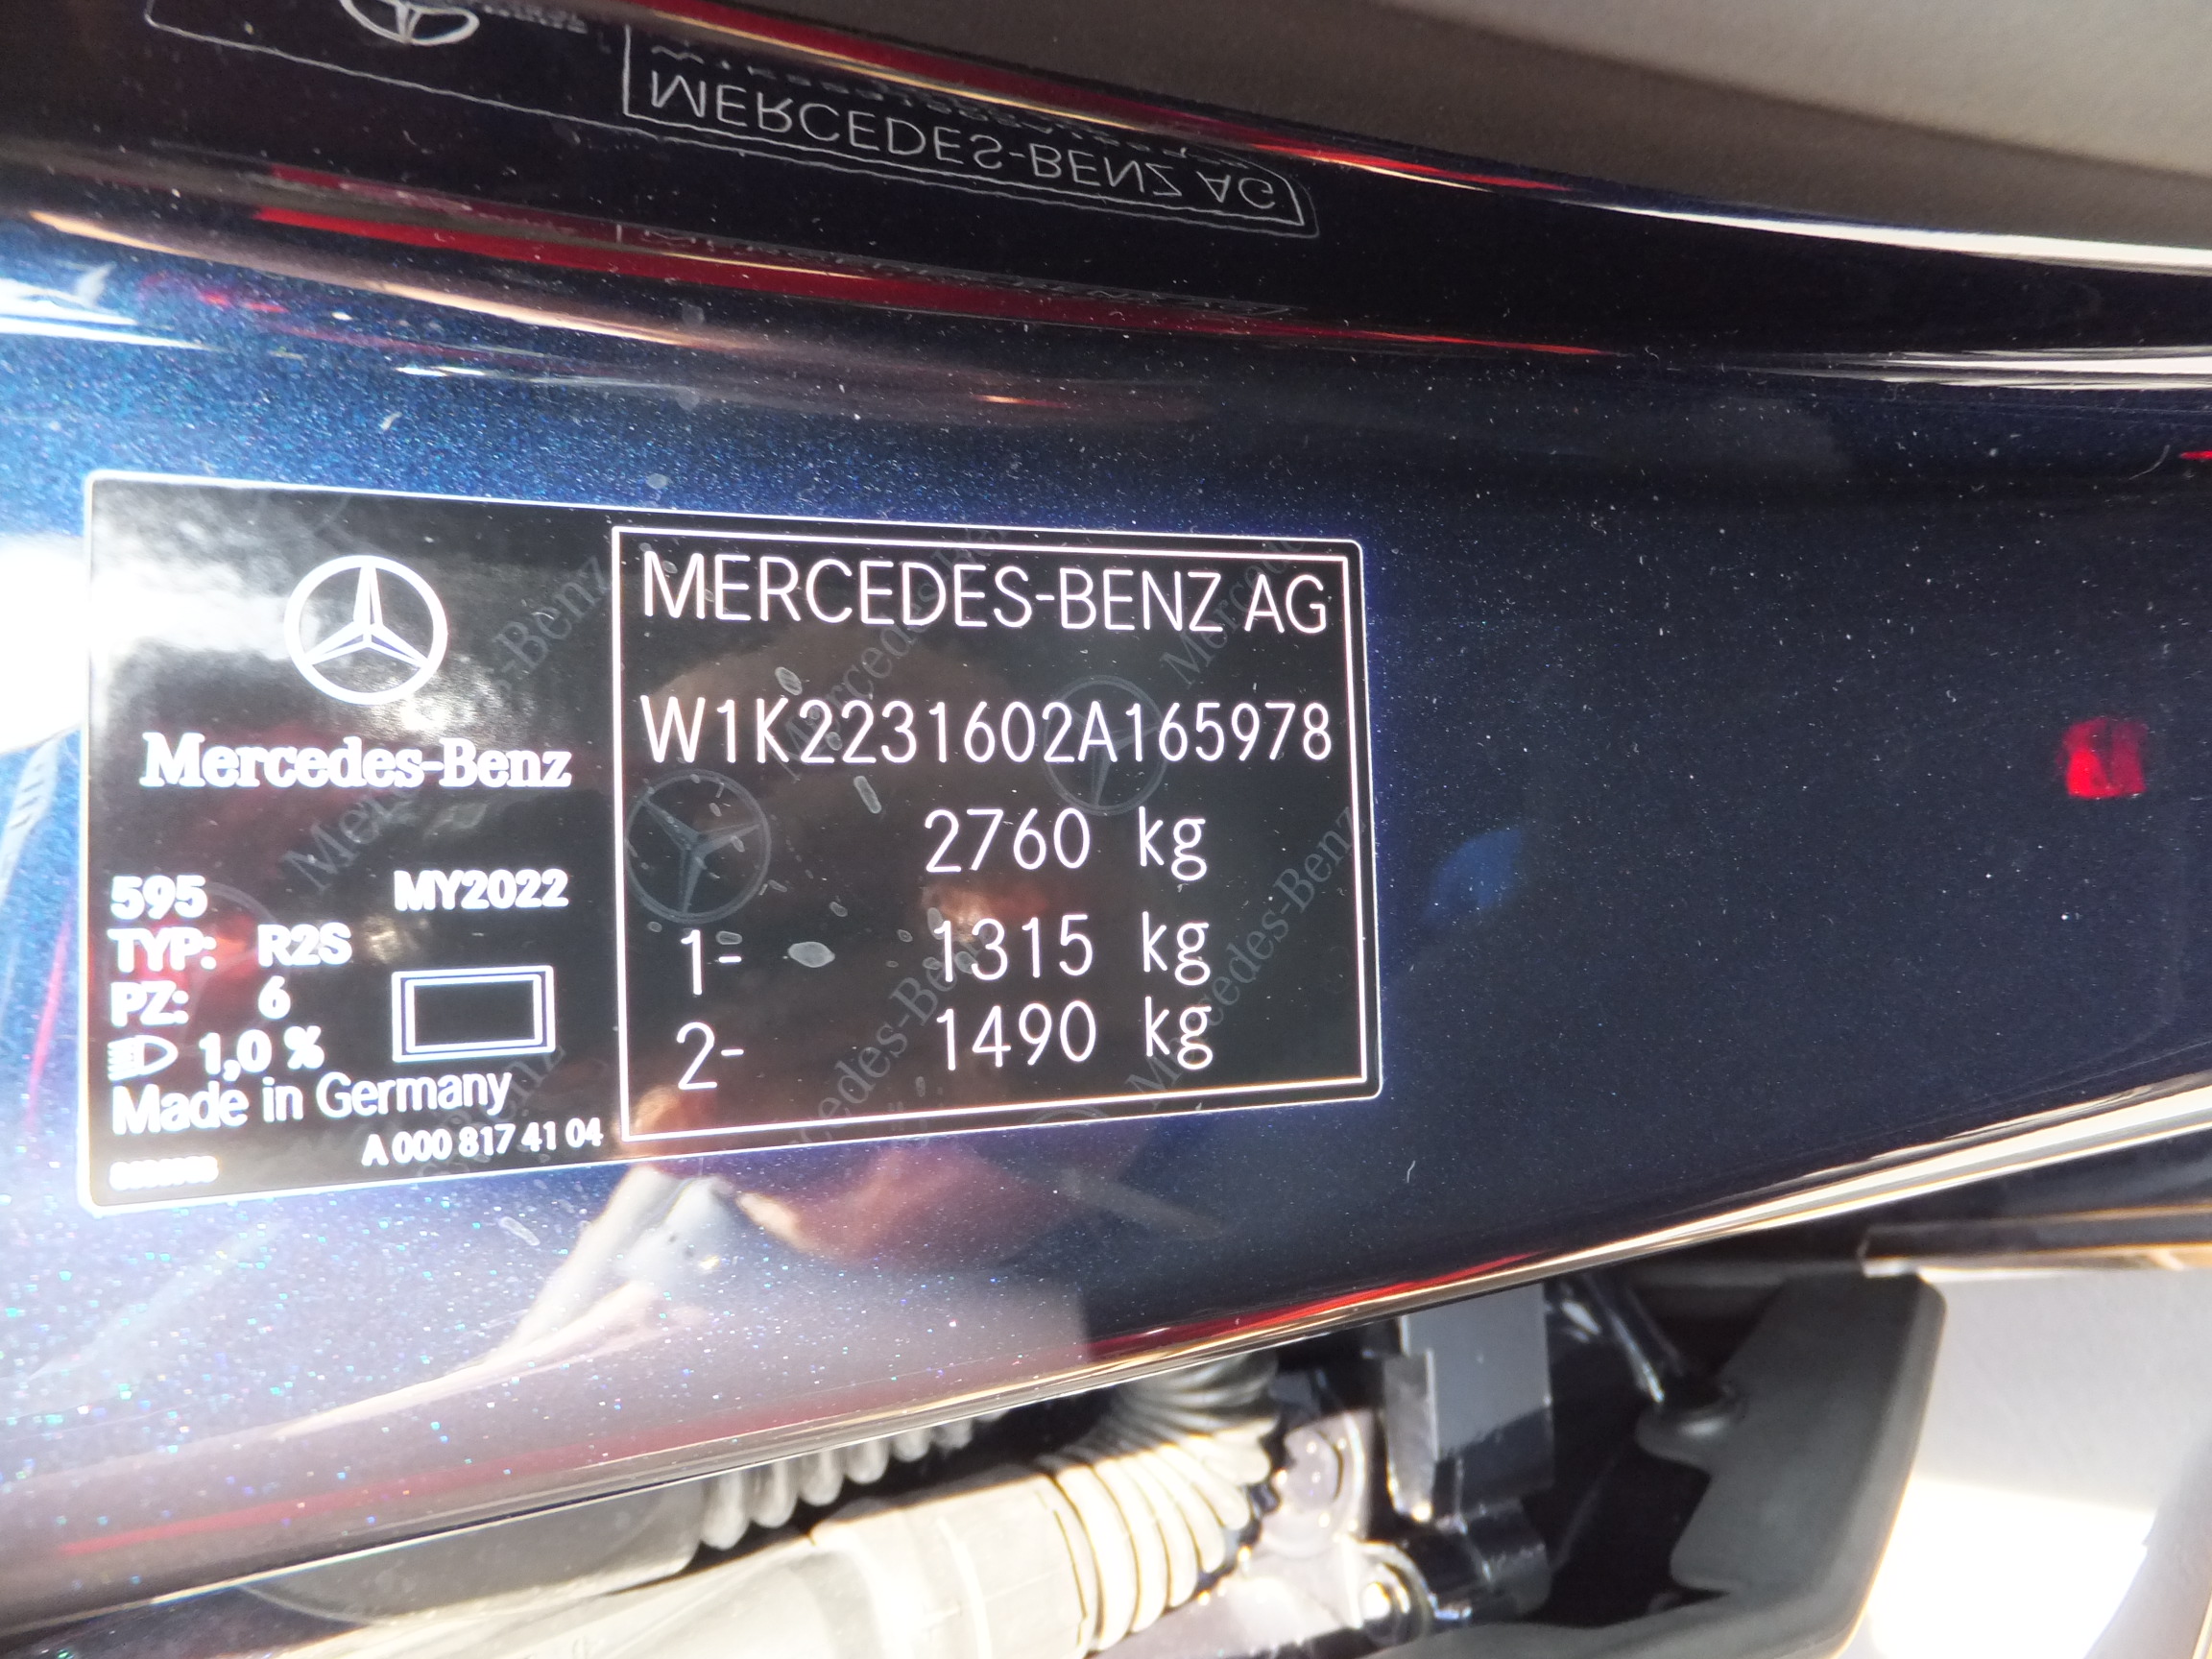 MERCEDES-BENZ AG
Mercedes-Benz
MERCEDES-BENZ AG
W1K2231602A165978
2760 kg
1- 1315 kg
2- 1490 kg
595 MY2022
TYP: R2S
PZ: 6
1,0 %
Made in Germany
A 000 817 41 04